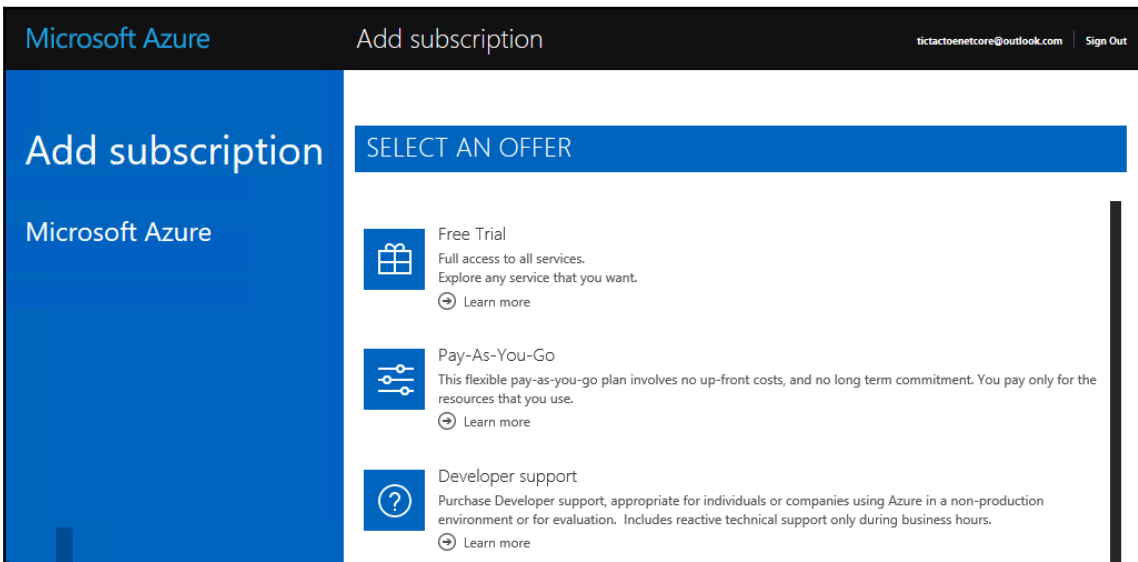 Microsoft Azure
Add subscription
tictactoenetcore@outlook.com
Sign Out
Add subscription
Microsoft Azure
SELECT AN OFFER
Free Trial
Full access to all services.
Explore any service that you want.
Learn more
Pay-As-You-Go
This flexible pay-as-you-go plan involves no up-front costs, and no long term commitment. You pay only for the
resources that you use.
Learn more
Developer support
Purchase Developer support, appropriate for individuals or companies using Azure in a non-production
environment or for evaluation.  Includes reactive technical support only during business hours.
Learn more